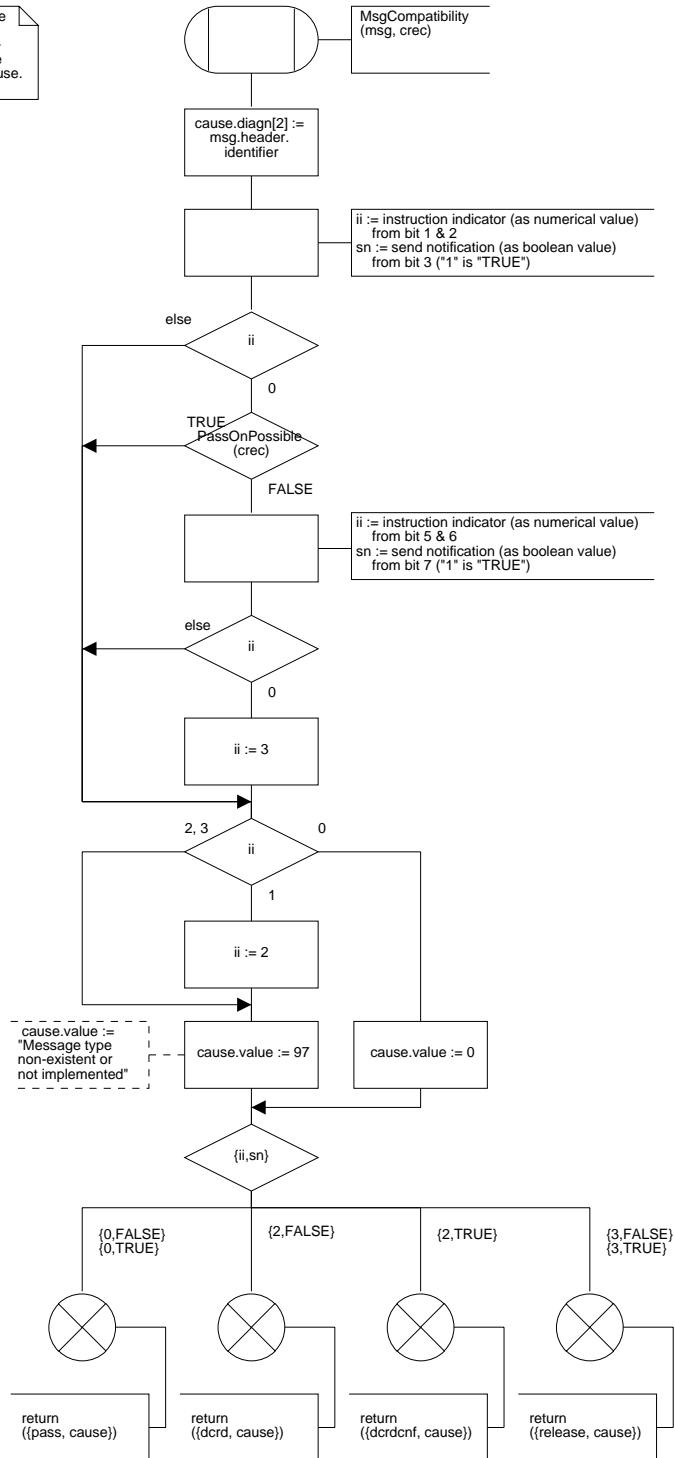 e
e
use.
MsgCompatibility
(msg, crec)
cause.diagn[2] :=
msg.header.
identifier
ii := instruction indicator (as numerical value)
from bit 1 & 2
sn := send notification (as boolean value)
from bit 3 ("1" is "TRUE")
else
ii
0
TRUE
PassOnPossible
(crec)
FALSE
ii := instruction indicator (as numerical value)
from bit 5 & 6
sn := send notification (as boolean value)
from bit 7 ("1" is "TRUE")
else
ii
0
ii := 3
2, 3
0
ii
1
ii := 2
cause.value :=
"Message type
non-existent or
not implemented"
cause.value := 97
cause.value := 0
{ii,sn}
{0,FALSE}
{0,TRUE}
{2,FALSE}
{2,TRUE}
{3,FALSE}
{3,TRUE}
return
({pass, cause})
return
({dcrd, cause})
return
({dcrdcnf, cause})
return
({release, cause})